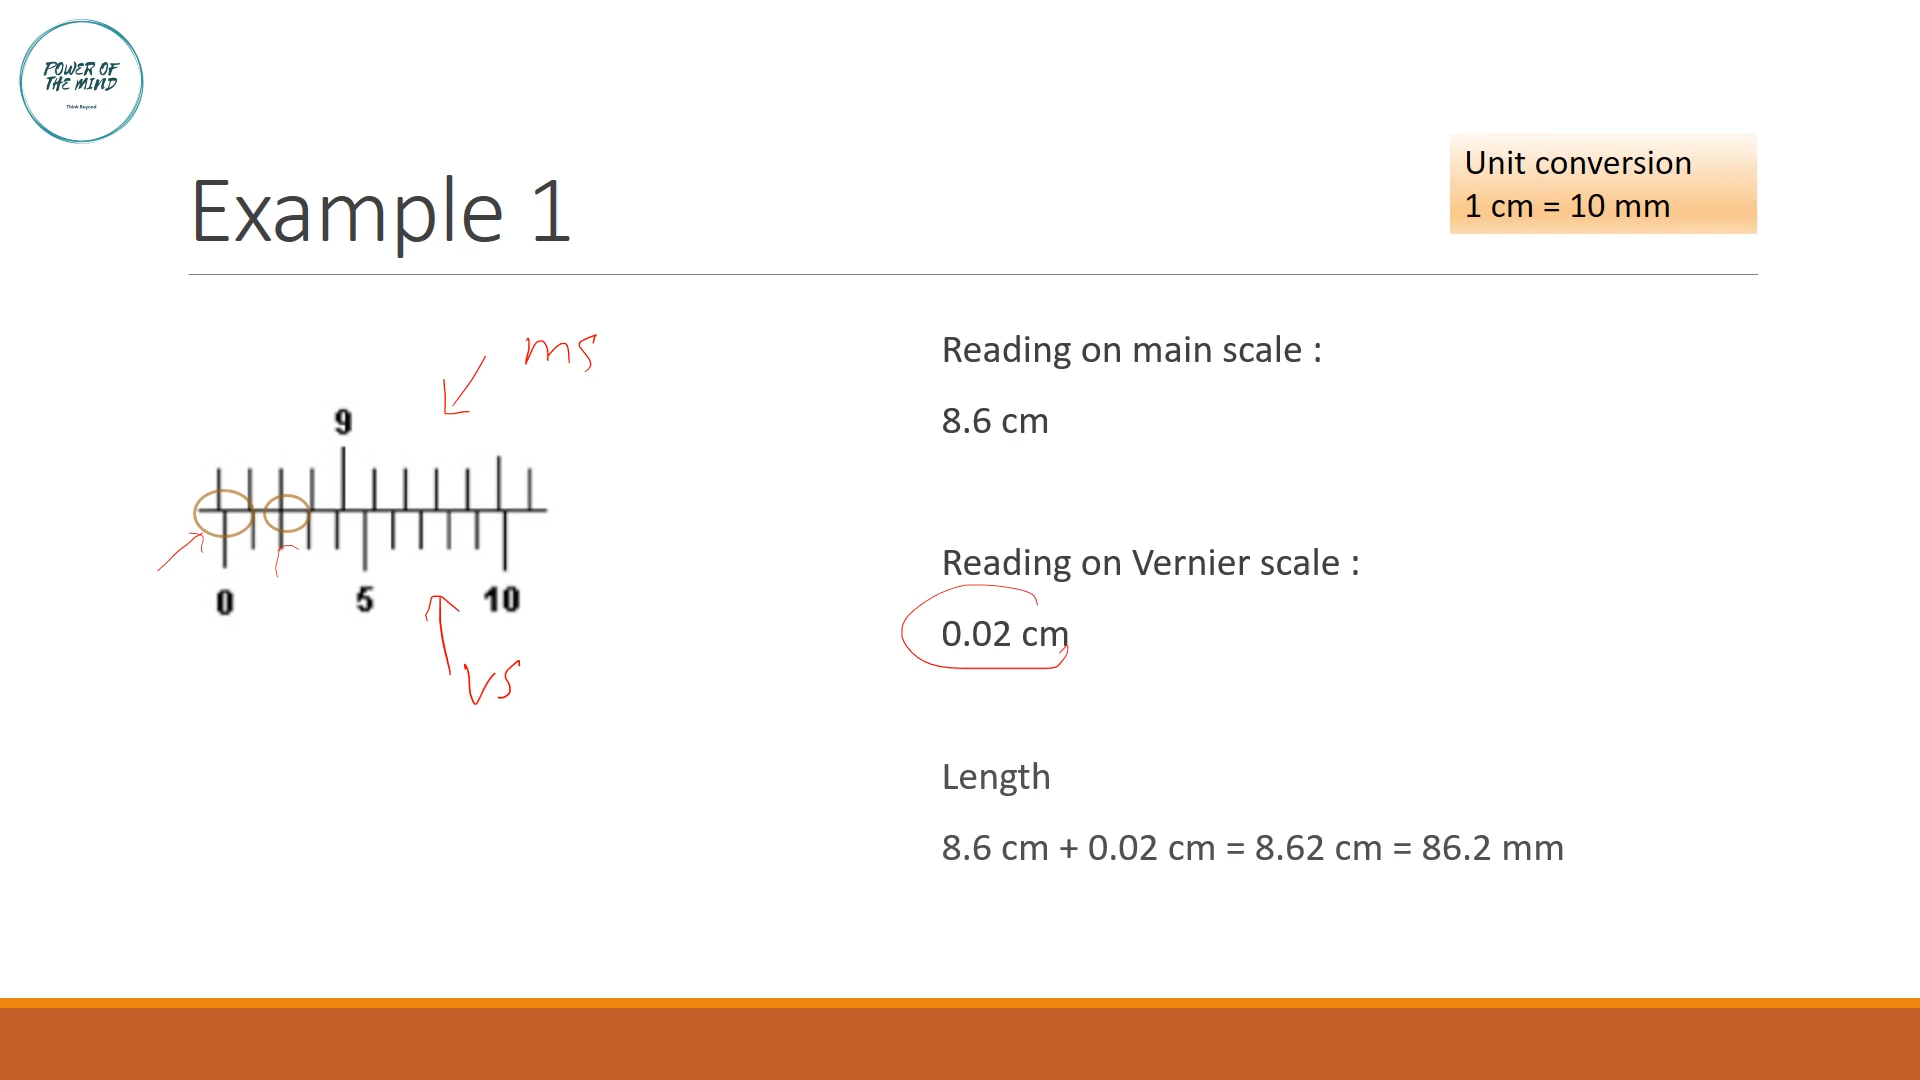 POWER OF
THE MIND
Think Beyond
Unit conversion
1 cm = 10 mm
Example 1
ms
9
0 5 10
vs
Reading on main scale :
8.6 cm
Reading on Vernier scale :
0.02 cm
Length
8.6 cm + 0.02 cm = 8.62 cm = 86.2 mm